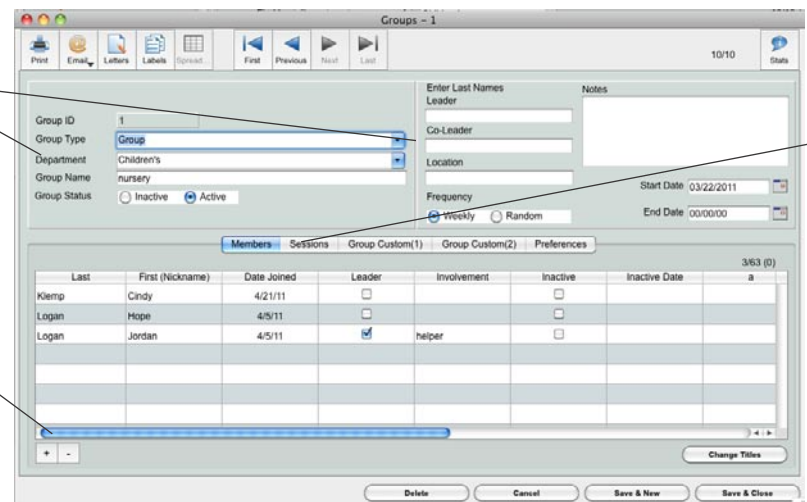 Groups - 1
Print Email Letters Labels Spread... First Previous Next Last 10/10 Stats
Group ID 1
Group Type Group
Department Children's
Group Name nursery
Group Status Inactive Active
Enter Last Names
Leader
Co-Leader
Location
Frequency
Weekly Random
Notes
Start Date 03/22/2011
End Date 00/00/00
Members Sessions Group Custom(1) Group Custom(2) Preferences
3/63 (0)
Last First (Nickname) Date Joined Leader Involvement Inactive Inactive Date a
Klemp Cindy 4/21/11
Logan Hope 4/5/11
Logan Jordan 4/5/11 helper
+ -
Change Titles
Delete Cancel Save & New Save & Close